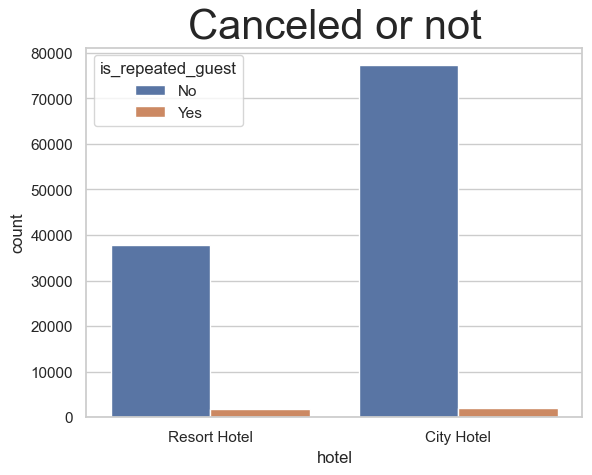 Canceled or not
80000
70000
60000
50000
40000
30000
20000
10000
0
count
is_repeated_guest
No
Yes
Resort Hotel
City Hotel
hotel